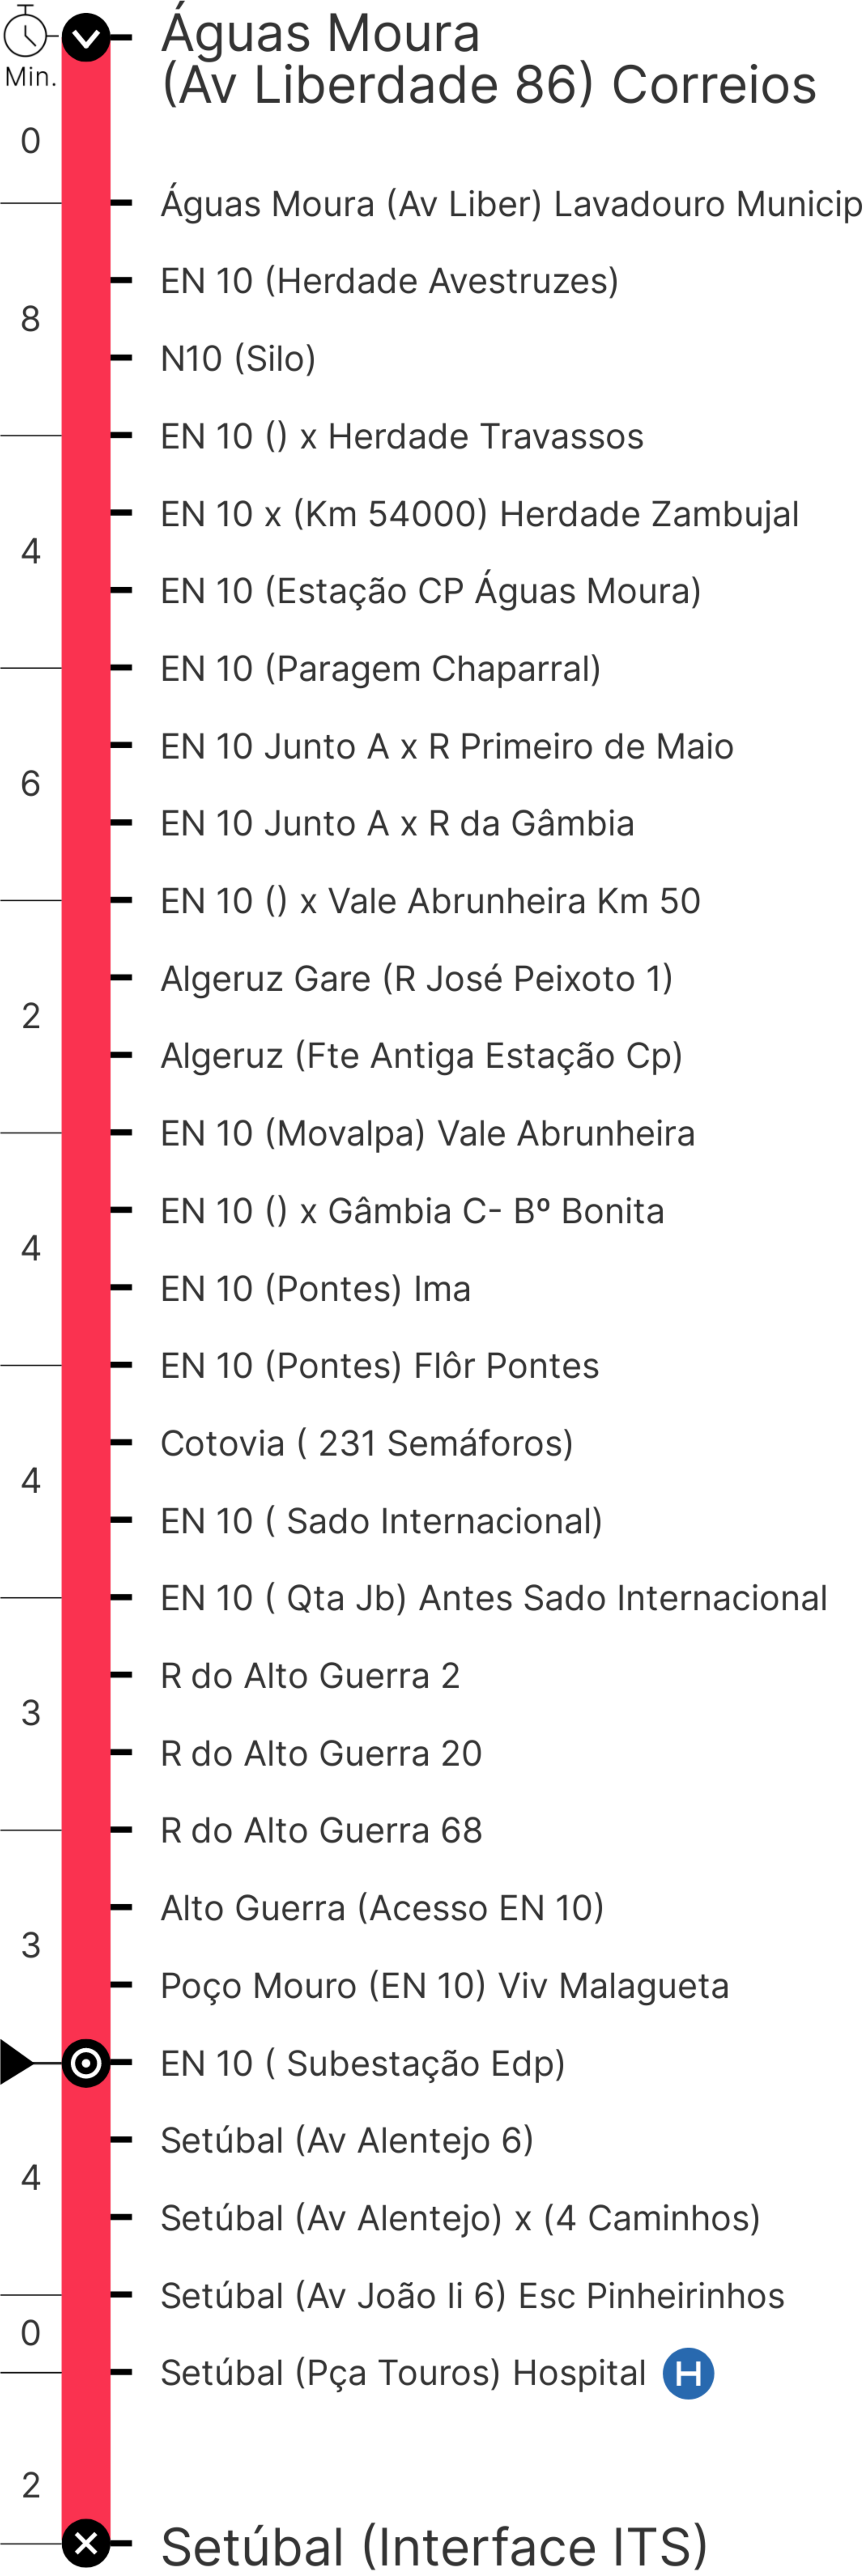 Águas Moura
(Av Liberdade 86) Correios
Min.
0
Águas Moura (Av Liber) Lavadouro Municip
EN 10 (Herdade Avestruzes)
8
N10 (Silo)
EN 10 () x Herdade Travassos
EN 10 x (Km 54000) Herdade Zambujal
4
EN 10 (Estação CP Águas Moura)
EN 10 (Paragem Chaparral)
EN 10 Junto A x R Primeiro de Maio
6
EN 10 Junto A x R da Gâmbia
EN 10 () x Vale Abrunheira Km 50
Algeruz Gare (R José Peixoto 1)
2
Algeruz (Fte Antiga Estação Cp)
EN 10 (Movalpa) Vale Abrunheira
EN 10 () x Gâmbia C- Bº Bonita
4
EN 10 (Pontes) Ima
EN 10 (Pontes) Flôr Pontes
Cotovia ( 231 Semáforos)
4
EN 10 ( Sado Internacional)
EN 10 ( Qta Jb) Antes Sado Internacional
R do Alto Guerra 2
3
R do Alto Guerra 20
R do Alto Guerra 68
Alto Guerra (Acesso EN 10)
3
Poço Mouro (EN 10) Viv Malagueta
EN 10 ( Subestação Edp)
Setúbal (Av Alentejo 6)
4
Setúbal (Av Alentejo) x (4 Caminhos)
Setúbal (Av João Ii 6) Esc Pinheirinhos
0
Setúbal (Pça Touros) Hospital H
2
Setúbal (Interface ITS)